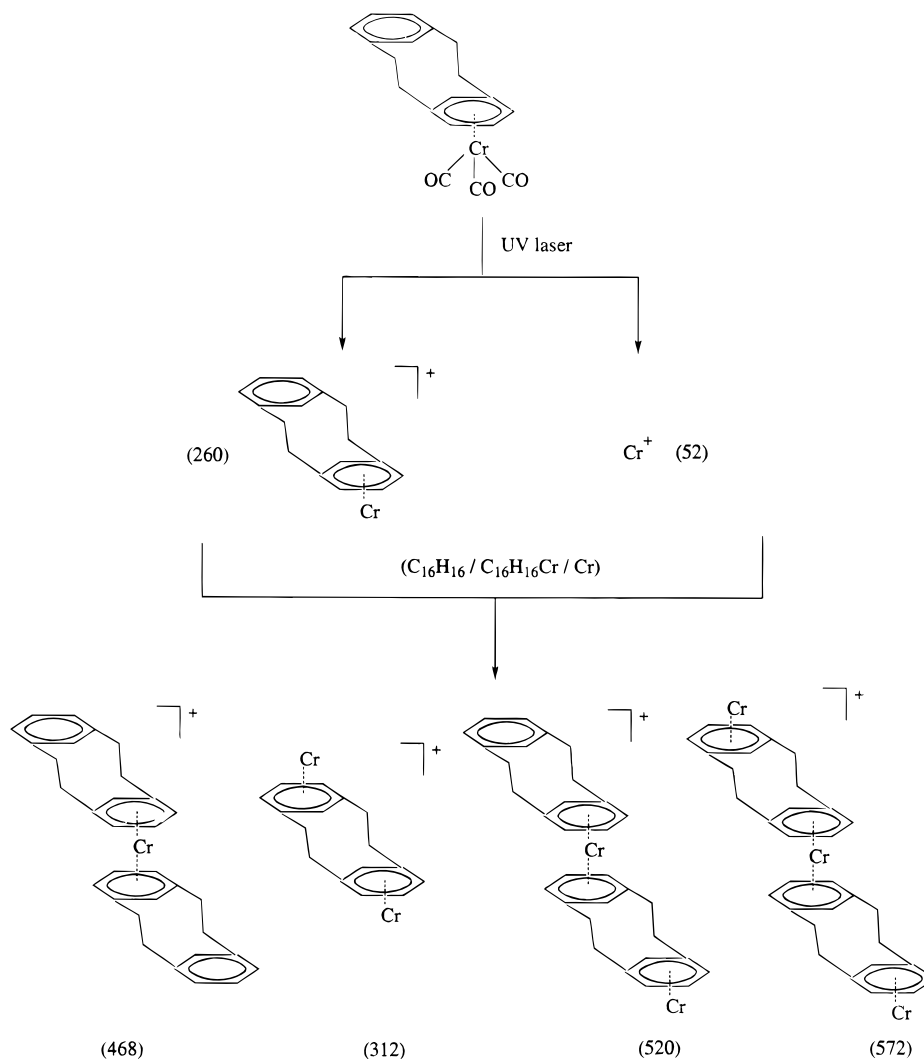 Cr
OC CO CO
UV laser
+
(260)
Cr
Cr+ (52)
(C16H16 / C16H16Cr / Cr)
+ + + +
Cr Cr
Cr Cr Cr
Cr Cr Cr
(468) (312) (520) (572)